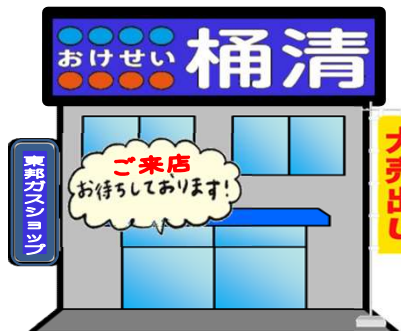 おけせい
桶清
ご来店
お待ちしております!
東邦ガスショップ
大売出し